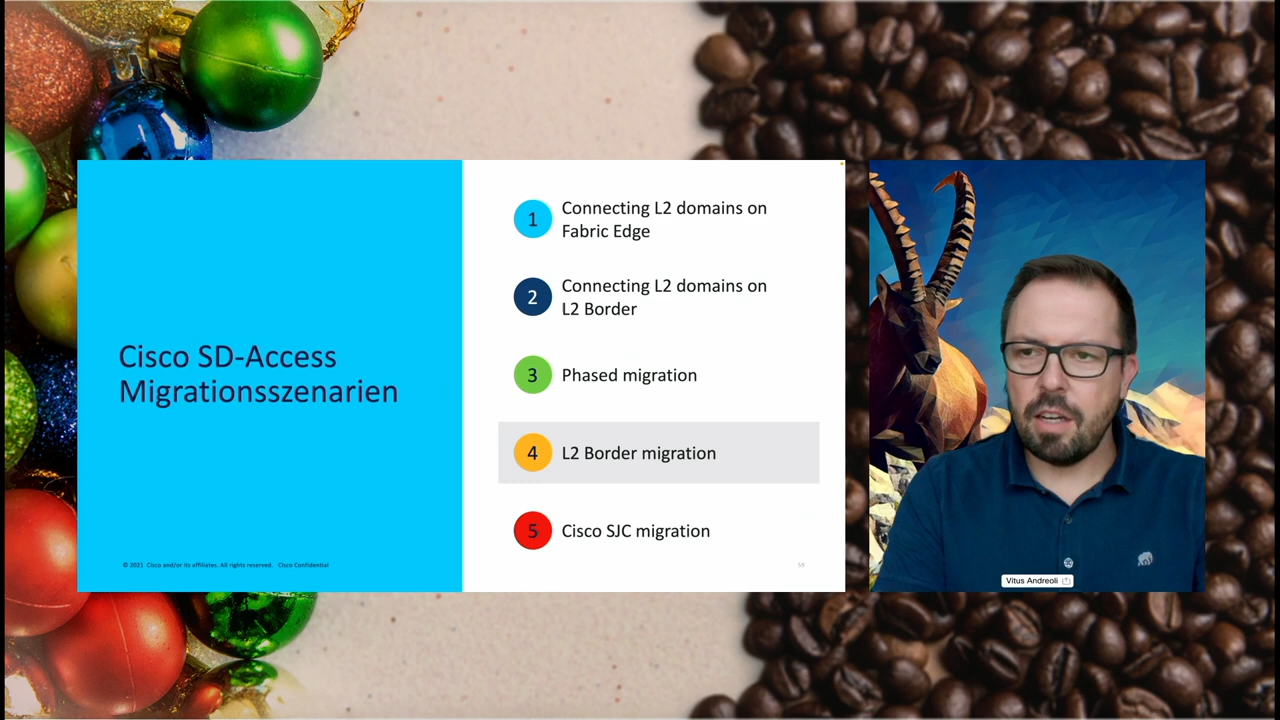 Cisco SD-Access
Migrationsszenarien
© 2021 Cisco and/or its affiliates. All rights reserved. Cisco Confidential
1
Connecting L2 domains on
Fabric Edge
2
Connecting L2 domains on
L2 Border
3
Phased migration
4
L2 Border migration
5
Cisco SJC migration
59
Vitus Andreoli